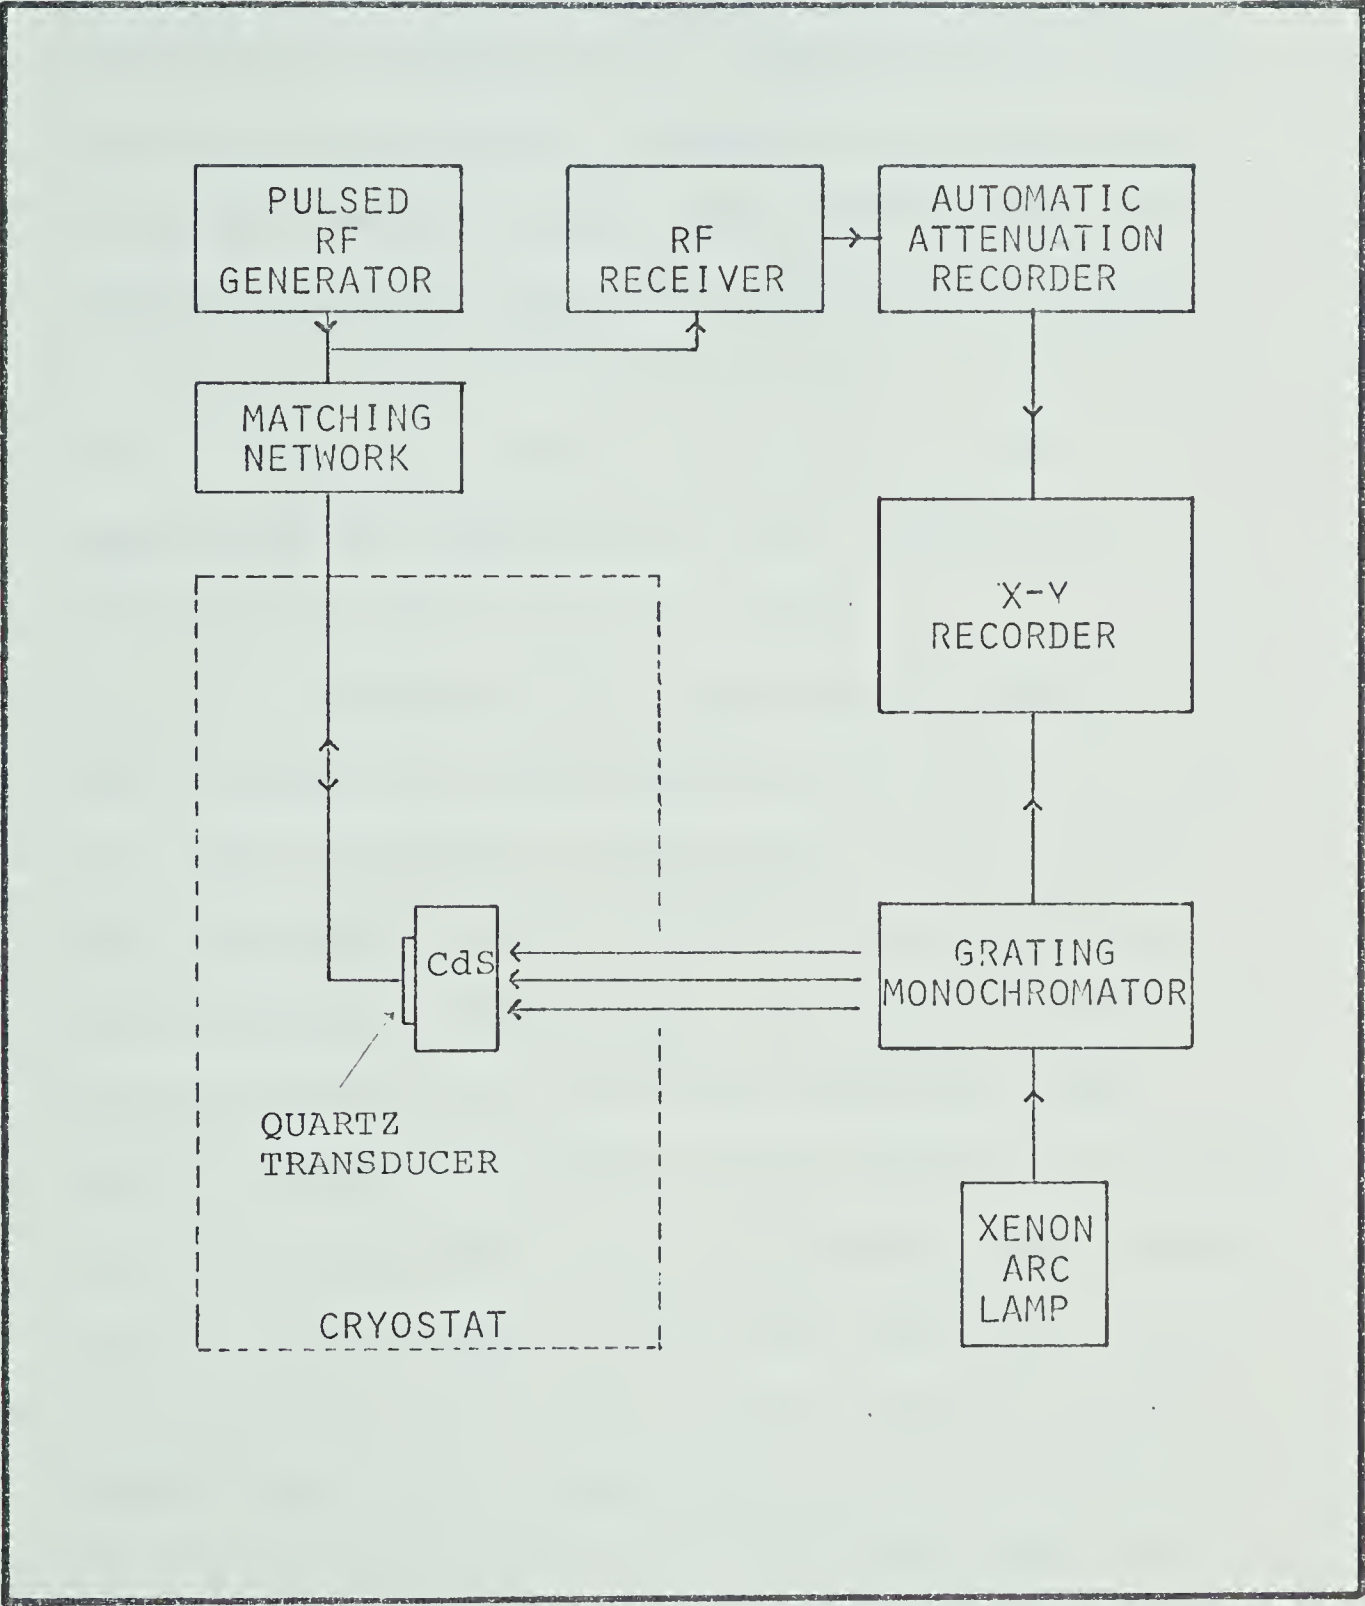 PULSED
RF
GENERATOR
RF
RECEIVER
AUTOMATIC
ATTENUATION
RECORDER
MATCHING
NETWORK
X-Y
RECORDER
CdS
GRATING
MONOCHROMATOR
QUARTZ
TRANSDUCER
XENON
ARC
LAMP
CRYOSTAT